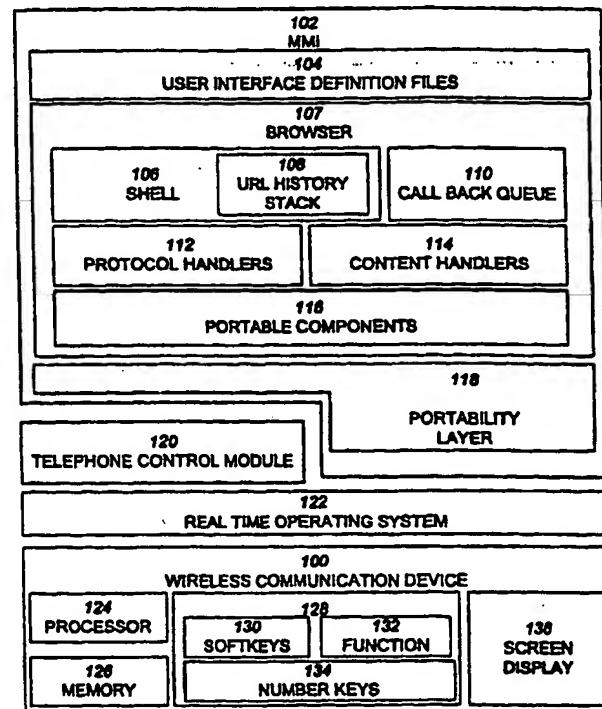 102
MMI
104
USER INTERFACE DEFINITION FILES
107
BROWSER
106
SHELL
108
URL HISTORY
STACK
110
CALL BACK QUEUE
112
PROTOCOL HANDLERS
114
CONTENT HANDLERS
116
PORTABLE COMPONENTS
118
PORTABILITY
LAYER
120
TELEPHONE CONTROL MODULE
122
REAL TIME OPERATING SYSTEM
100
WIRELESS COMMUNICATION DEVICE
124
PROCESSOR
126
MEMORY
128
130
SOFTKEYS
132
FUNCTION
134
NUMBER KEYS
136
SCREEN
DISPLAY